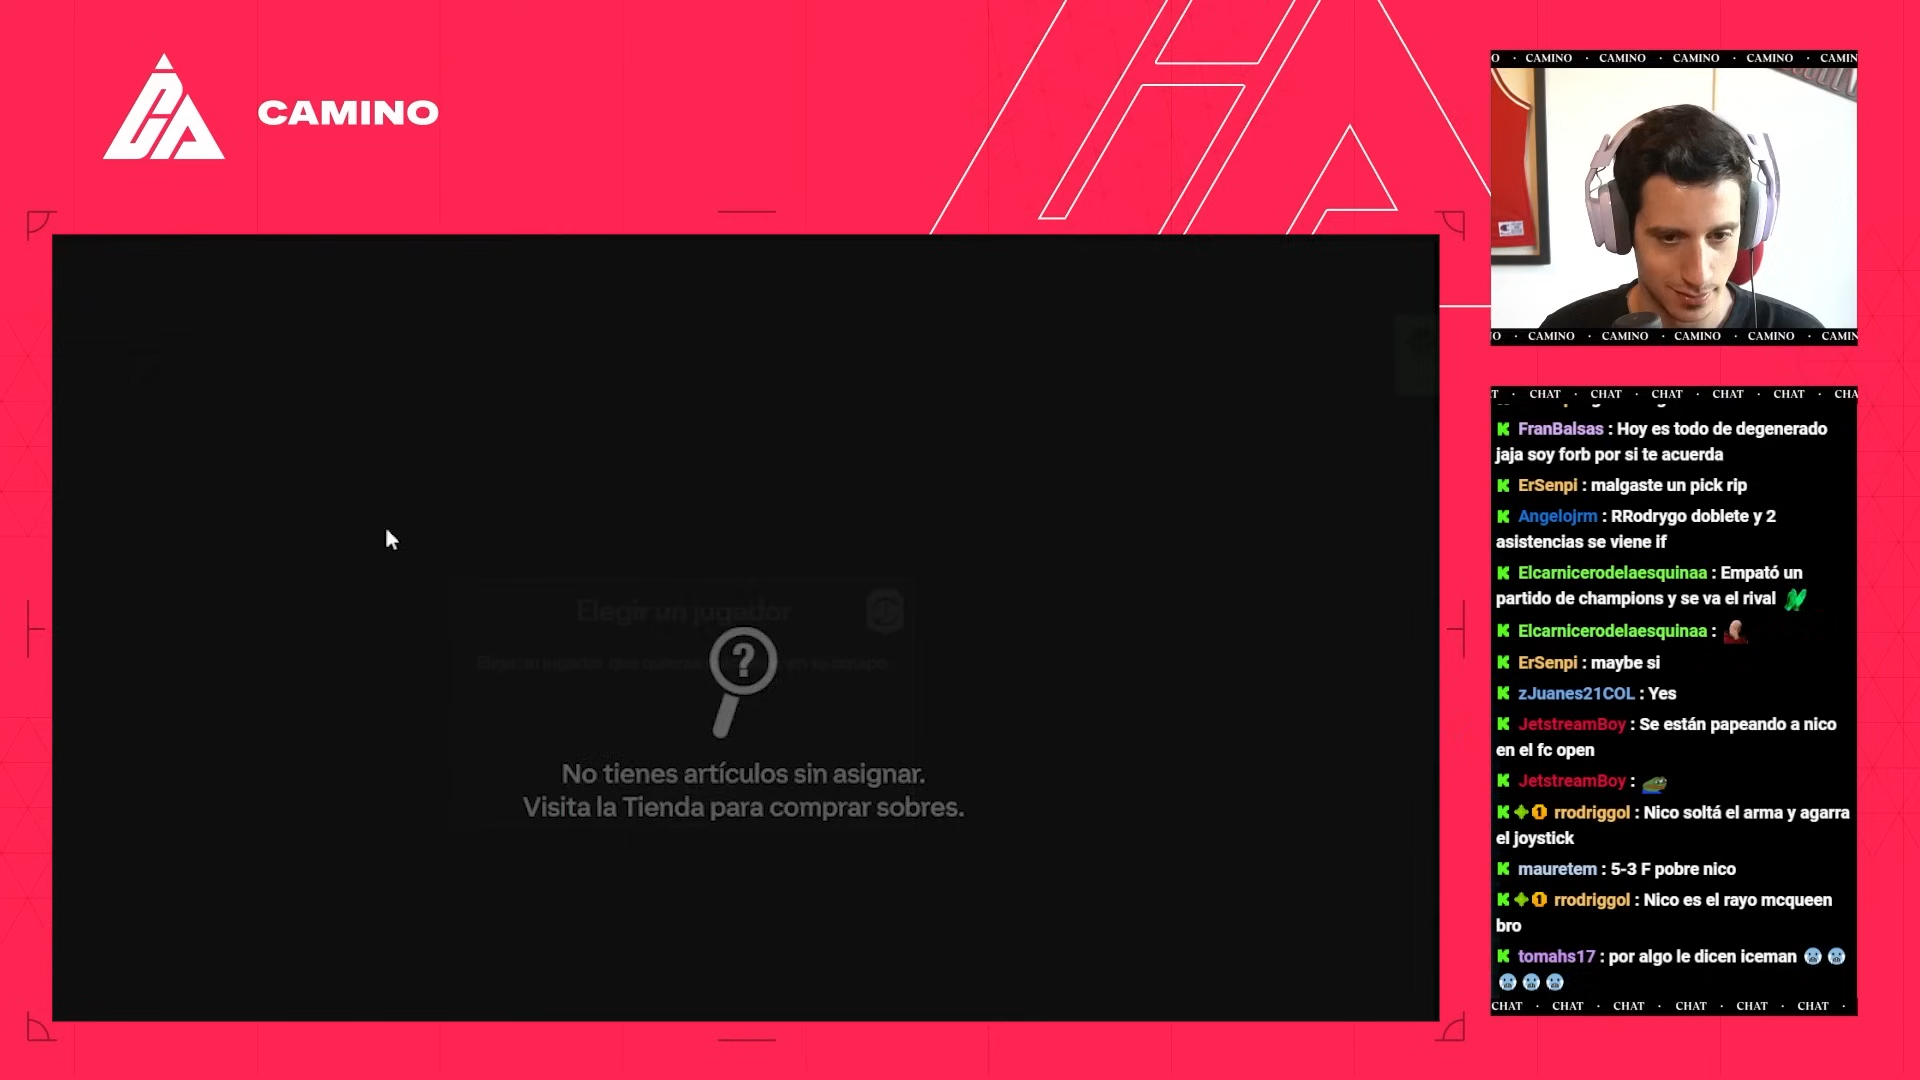 CAMINO
O · CAMINO · CAMINO · CAMINO · CAMINO · CAMIN
NO · CAMINO · CAMINO · CAMINO · CAMINO · CAMIN
Elegir un jugador
No tienes artículos sin asignar.
Visita la Tienda para comprar sobres.
T · CHAT · CHAT · CHAT · CHAT · CHAT · CHA
FranBalsas : Hoy es todo de degenerado
jaja soy forb por si te acuerda
ErSenpi : malgaste un pick rip
Angelojrm : RRodrygo doblete y 2
asistencias se viene if
Elcarnicerodelaesquinaa : Empató un
partido de champions y se va el rival
Elcarnicerodelaesquinaa :
ErSenpi : maybe si
zJuanes21COL : Yes
JetstreamBoy : Se están papeando a nico
en el fc open
JetstreamBoy :
rrodriggol : Nico soltá el arma y agarra
el joystick
mauretem : 5-3 F pobre nico
rrodriggol : Nico es el rayo mcqueen
bro
tomahs17 : por algo le dicen iceman
CHAT · CHAT · CHAT · CHAT · CHAT · CHAT ·